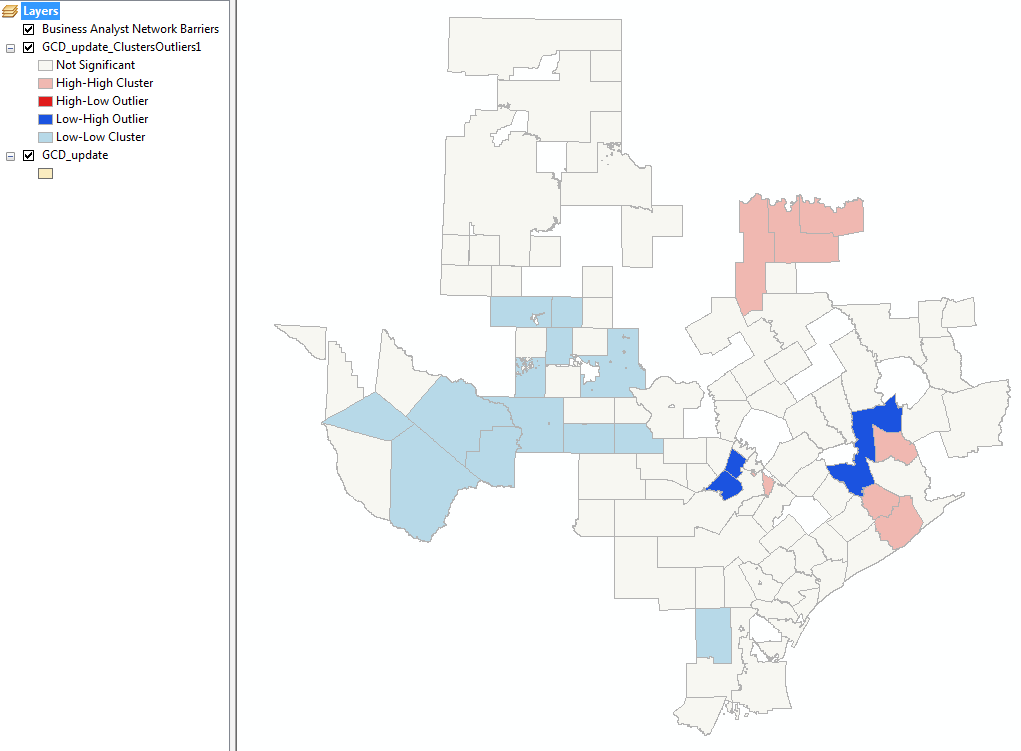 Layers
Business Analyst Network Barriers
GCD_update_ClustersOutliers1
Not Significant
High-High Cluster
High-Low Outlier
Low-High Outlier
Low-Low Cluster
GCD_update